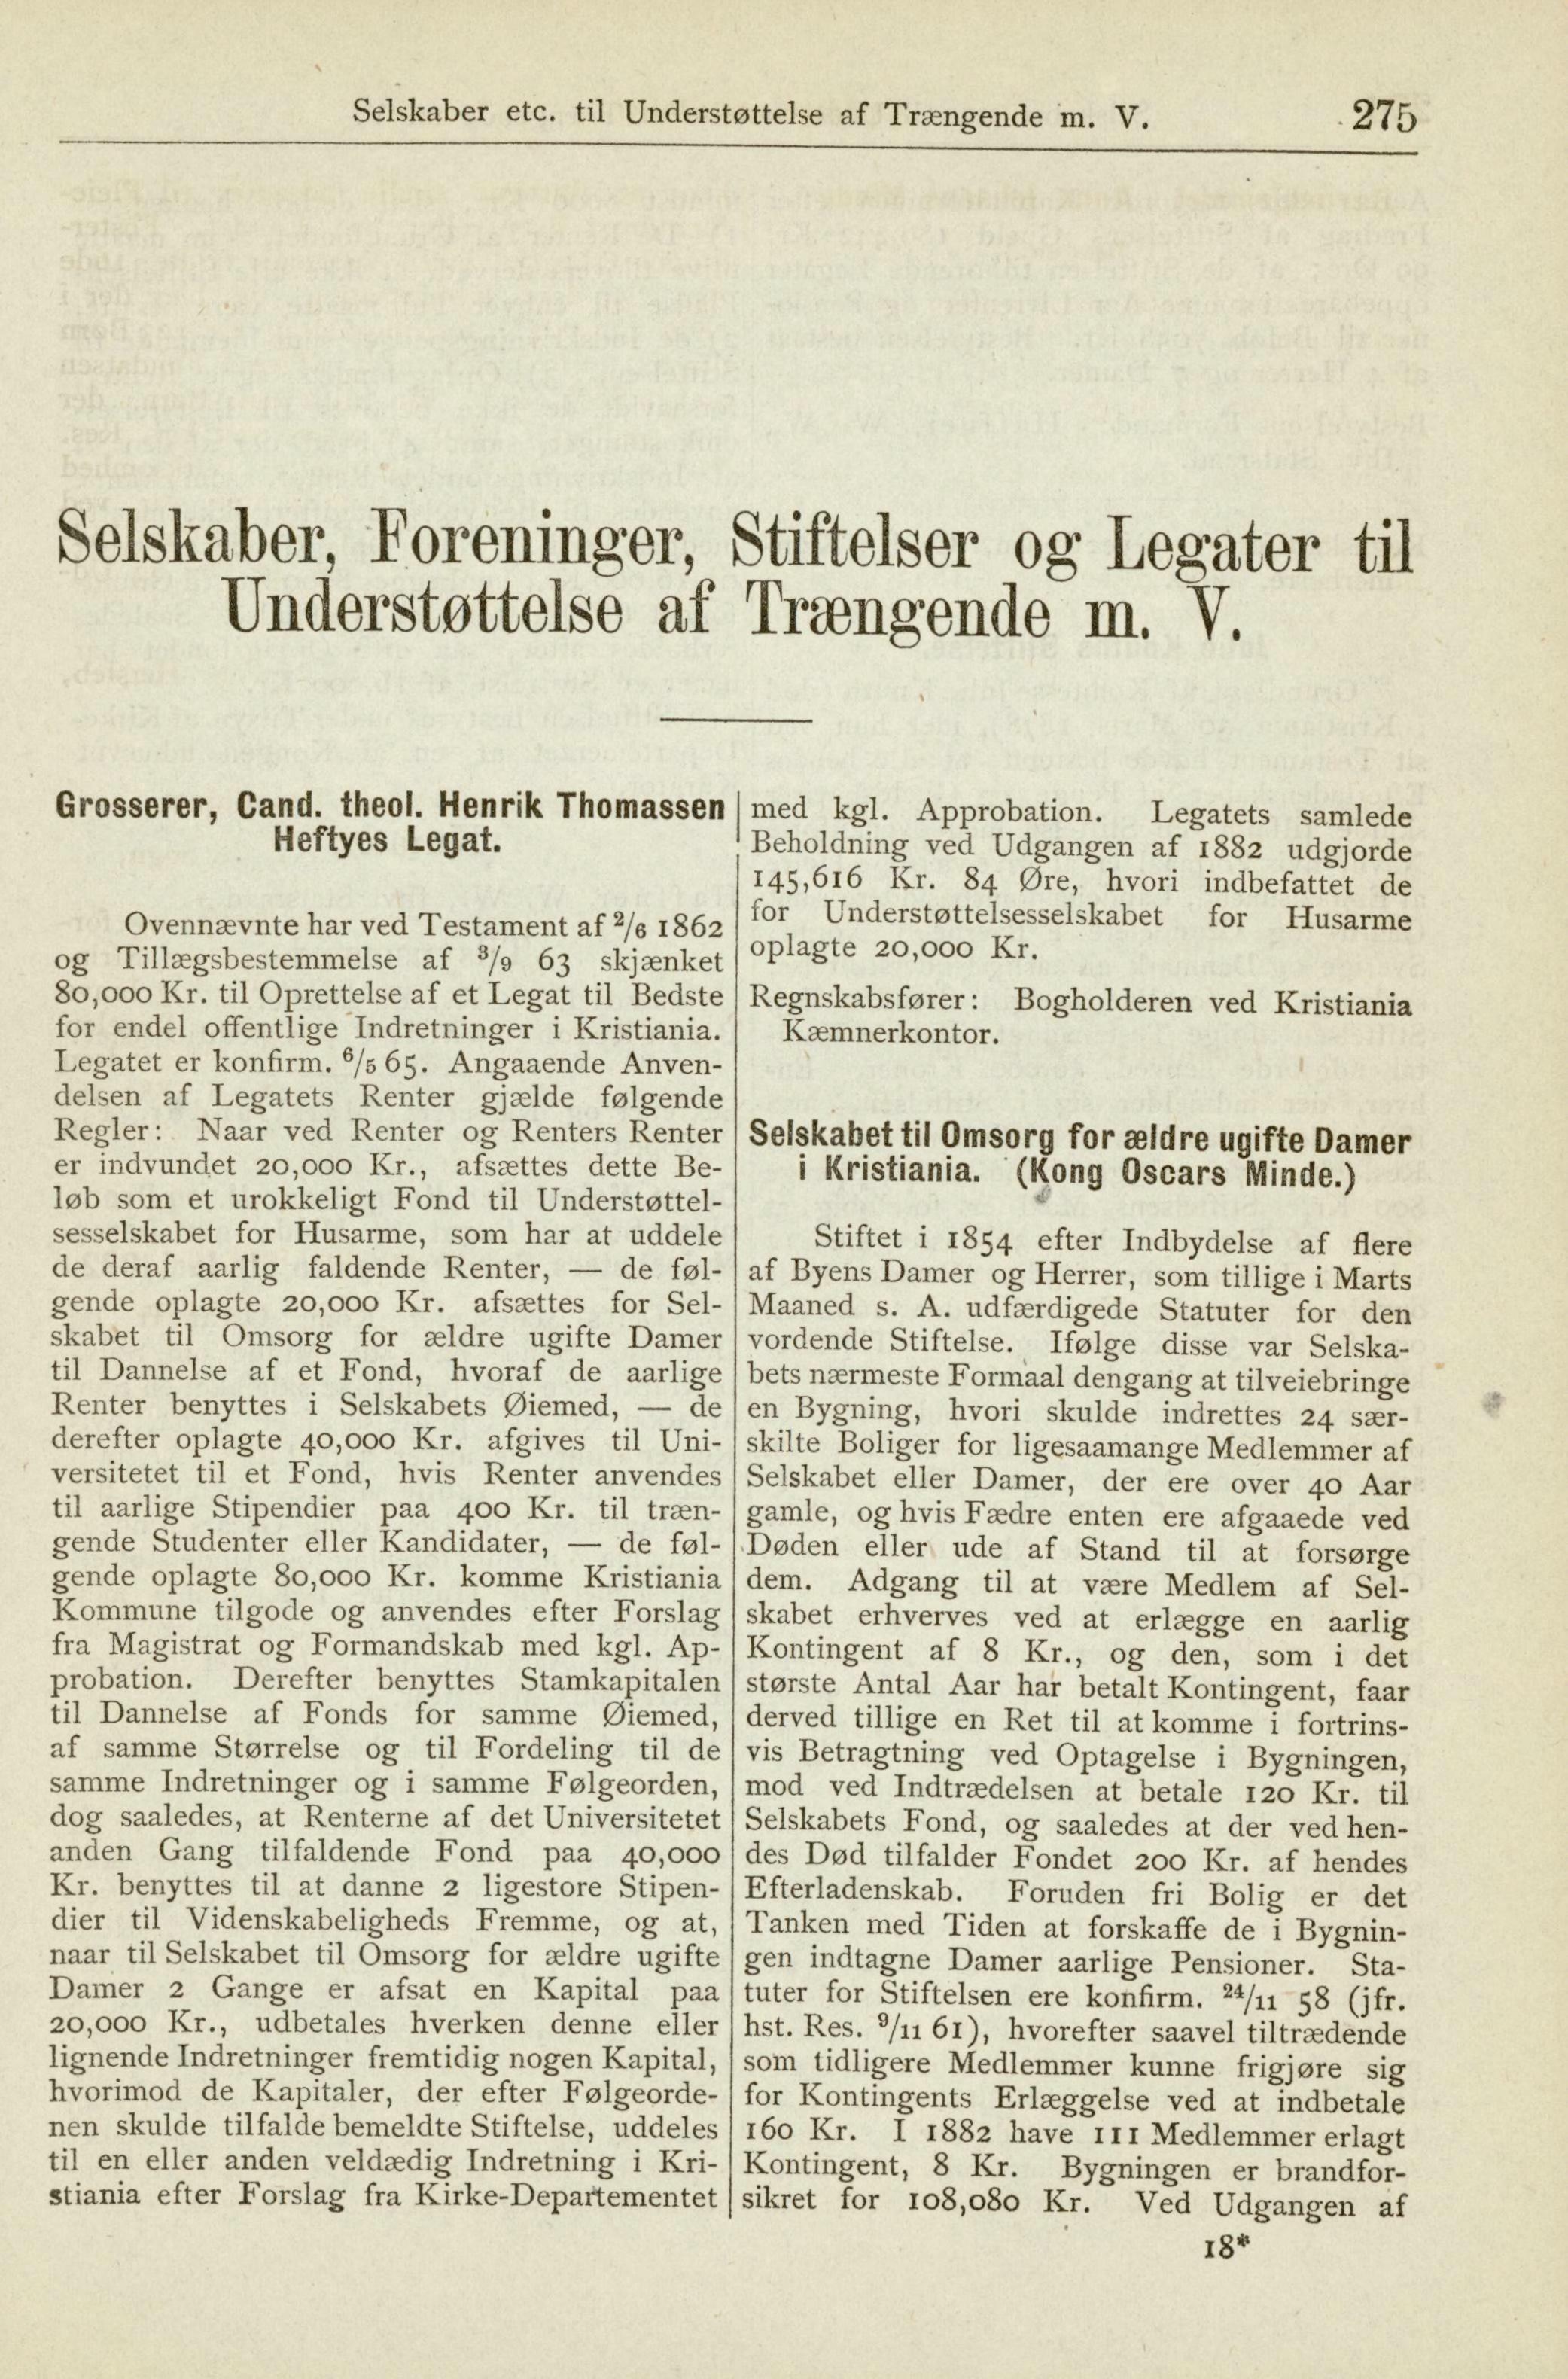 Selskaber etc. til Understøttelse af Trængende m. V. 275
Selskaber, Foreninger, Stiftelser og Legater til
Understøttelse af Trængende m. V.
Grosserer, Cand. theol. Henrik Thomassen
Heftyes Legat.
Ovennævnte har ved Testament af 2/6 1862
og Tillægsbestemmelse af 3/9 63 skjænket
80,000 Kr. til Oprettelse af et Legat til Bedste
for endel offentlige Indretninger i Kristiania.
Legatet er konfirm. 6/5 65. Angaaende Anven-
delsen af Legatets Renter gjælde følgende
Regler: Naar ved Renter og Renters Renter
er indvundet 20,000 Kr., afsættes dette Be-
løb som et urokkeligt Fond til Understøttel-
sesselskabet for Husarme, som har at uddele
de deraf aarlig faldende Renter, — de føl-
gende oplagte 20,000 Kr. afsættes for Sel-
skabet til Omsorg for ældre ugifte Damer
til Dannelse af et Fond, hvoraf de aarlige
Renter benyttes i Selskabets Øiemed, — de
derefter oplagte 40,000 Kr. afgives til Uni-
versitetet til et Fond, hvis Renter anvendes
til aarlige Stipendier paa 400 Kr. til træn-
gende Studenter eller Kandidater, — de føl-
gende oplagte 80,000 Kr. komme Kristiania
Kommune tilgode og anvendes efter Forslag
fra Magistrat og Formandskab med kgl. Ap-
probation. Derefter benyttes Stamkapitalen
til Dannelse af Fonds for samme Øiemed,
af samme Størrelse og til Fordeling til de
samme Indretninger og i samme Følgeorden,
dog saaledes, at Renterne af det Universitetet
anden Gang tilfaldende Fond paa 40,000
Kr. benyttes til at danne 2 ligestore Stipen-
dier til Videnskabeligheds Fremme, og at,
naar til Selskabet til Omsorg for ældre ugifte
Damer 2 Gange er afsat en Kapital paa
20,000 Kr., udbetales hverken denne eller
lignende Indretninger fremtidig nogen Kapital,
hvorimod de Kapitaler, der efter Følgeorde-
nen skulde tilfalde bemeldte Stiftelse, uddeles
til en eller anden veldædig Indretning i Kri-
stiania efter Forslag fra Kirke-Departementet
med kgl. Approbation. Legatets samlede
Beholdning ved Udgangen af 1882 udgjorde
145,616 Kr. 84 Øre, hvori indbefattet de
for Understøttelsesselskabet for Husarme
oplagte 20,000 Kr.
Regnskabsfører: Bogholderen ved Kristiania
Kæmnerkontor.
Selskabet til Omsorg for ældre ugifte Damer
i Kristiania. (Kong Oscars Minde.)
Stiftet i 1854 efter Indbydelse af flere
af Byens Damer og Herrer, som tillige i Marts
Maaned s. A. udfærdigede Statuter for den
vordende Stiftelse. Ifølge disse var Selska-
bets nærmeste Formaal dengang at tilveiebringe
en Bygning, hvori skulde indrettes 24 sær-
skilte Boliger for ligesaamange Medlemmer af
Selskabet eller Damer, der ere over 40 Aar
gamle, og hvis Fædre enten ere afgaaede ved
Døden eller ude af Stand til at forsørge
dem. Adgang til at være Medlem af Sel-
skabet erhverves ved at erlægge en aarlig
Kontingent af 8 Kr., og den, som i det
største Antal Aar har betalt Kontingent, faar
derved tillige en Ret til at komme i fortrins-
vis Betragtning ved Optagelse i Bygningen,
mod ved Indtrædelsen at betale 120 Kr. til
Selskabets Fond, og saaledes at der ved hen-
des Død tilfalder Fondet 200 Kr. af hendes
Efterladenskab. Foruden fri Bolig er det
Tanken med Tiden at forskaffe de i Bygnin-
gen indtagne Damer aarlige Pensioner. Sta-
tuter for Stiftelsen ere konfirm. 24/11 58 (jfr.
hst. Res. 9/11 61), hvorefter saavel tiltrædende
som tidligere Medlemmer kunne frigjøre sig
for Kontingents Erlæggelse ved at indbetale
160 Kr. I 1882 have 111 Medlemmer erlagt
Kontingent, 8 Kr. Bygningen er brandfor-
sikret for 108,080 Kr. Ved Udgangen af
18*